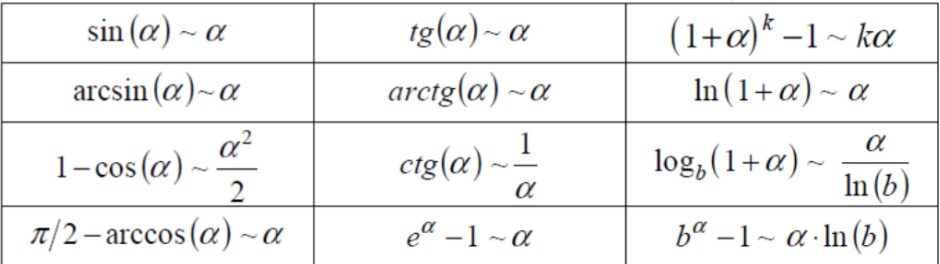 sin(α) ~ α tg(α) ~ α (1+α)^k −1 ~ kα
arcsin(α)~α arctg(α) ~ α ln(1+α) ~ α
1−cos(α) ~ α²/2 ctg(α) ~ 1/α log_b(1+α) ~ α/ln(b)
π/2−arccos(α) ~ α e^α −1 ~ α b^α −1 ~ α·ln(b)